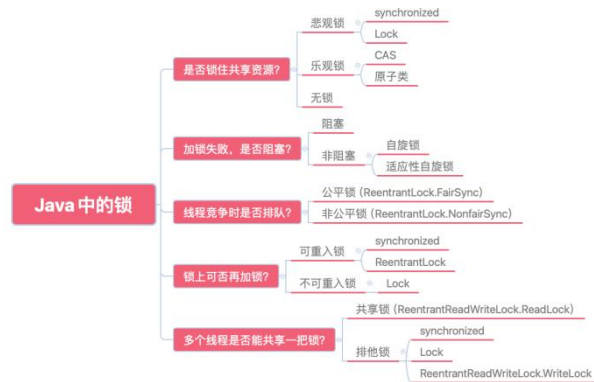 Java中的锁
是否锁住共享资源?
悲观锁
synchronized
Lock
乐观锁
CAS
原子类
无锁
加锁失败，是否阻塞?
阻塞
非阻塞
自旋锁
适应性自旋锁
线程竞争时是否排队?
公平锁 (ReentrantLock.FairSync)
非公平锁 (ReentrantLock.NonfairSync)
锁上可否再加锁?
可重入锁
synchronized
ReentrantLock
不可重入锁
Lock
多个线程是否能共享一把锁?
共享锁 (ReentrantReadWriteLock.ReadLock)
排他锁
synchronized
Lock
ReentrantReadWriteLock.WriteLock